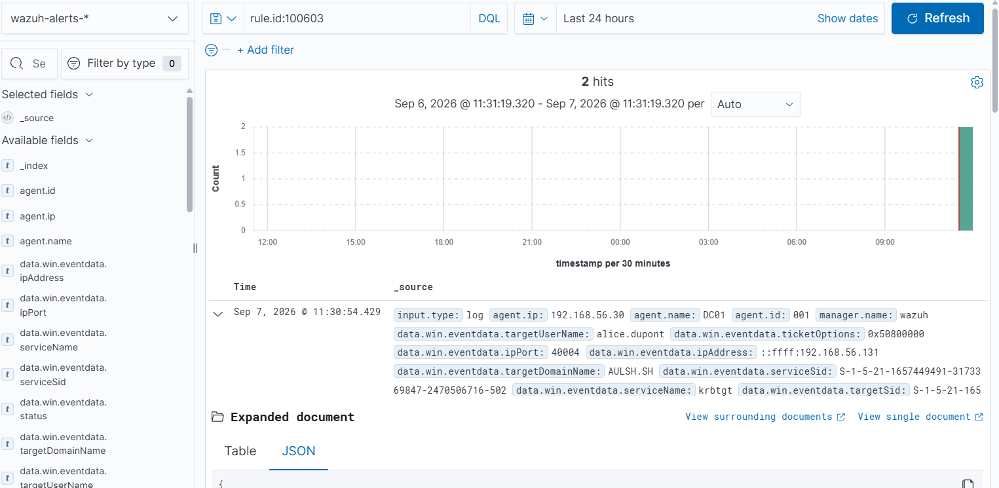 wazuh-alerts-*
rule.id:100603 DQL
Last 24 hours Show dates
Refresh
+ Add filter
Se
Filter by type 0
Selected fields
_source
Available fields
t _index
t agent.id
t agent.ip
t agent.name
t data.win.eventdata.
ipAddress
t data.win.eventdata.
ipPort
t data.win.eventdata.
serviceName
t data.win.eventdata.
serviceSid
t data.win.eventdata.
status
t data.win.eventdata.
targetDomainName
t data.win.eventdata.
targetUserName
2 hits
Sep 6, 2026 @ 11:31:19.320 - Sep 7, 2026 @ 11:31:19.320 per Auto
Count
2
1.5
1
0.5
0
12:00 15:00 18:00 21:00 00:00 03:00 06:00 09:00
timestamp per 30 minutes
Time _source
Sep 7, 2026 @ 11:30:54.429
input.type: log agent.ip: 192.168.56.30 agent.name: DC01 agent.id: 001 manager.name: wazuh
data.win.eventdata.targetUserName: alice.dupont data.win.eventdata.ticketOptions: 0x50800000
data.win.eventdata.ipPort: 40004 data.win.eventdata.ipAddress: ::ffff:192.168.56.131
data.win.eventdata.targetDomainName: AULSH.SH data.win.eventdata.serviceSid: S-1-5-21-1657449491-31733
69847-2470506716-502 data.win.eventdata.serviceName: krbtgt data.win.eventdata.targetSid: S-1-5-21-165
Expanded document
View surrounding documents View single document
Table JSON
{